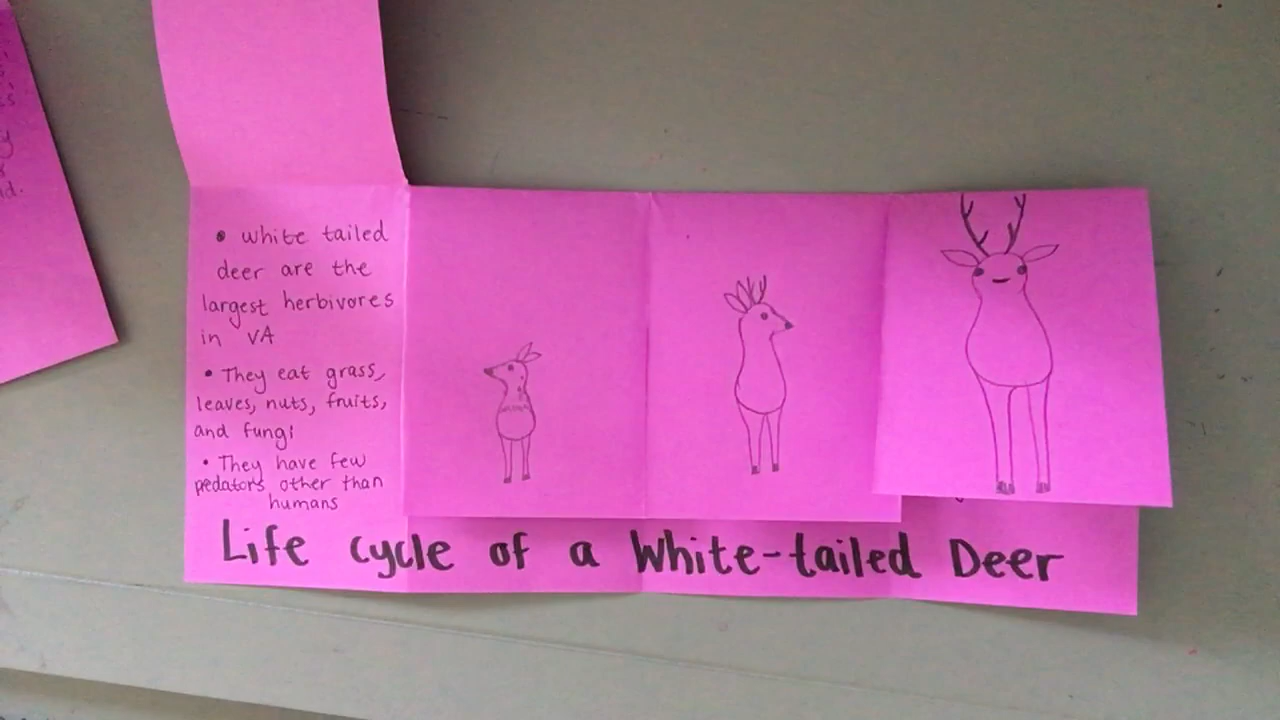 • white tailed
deer are the
largest herbivores
in VA
• They eat grass,
leaves, nuts, fruits,
and fungi
• They have few
pedators other than
humans
Life cycle of a White-tailed Deer